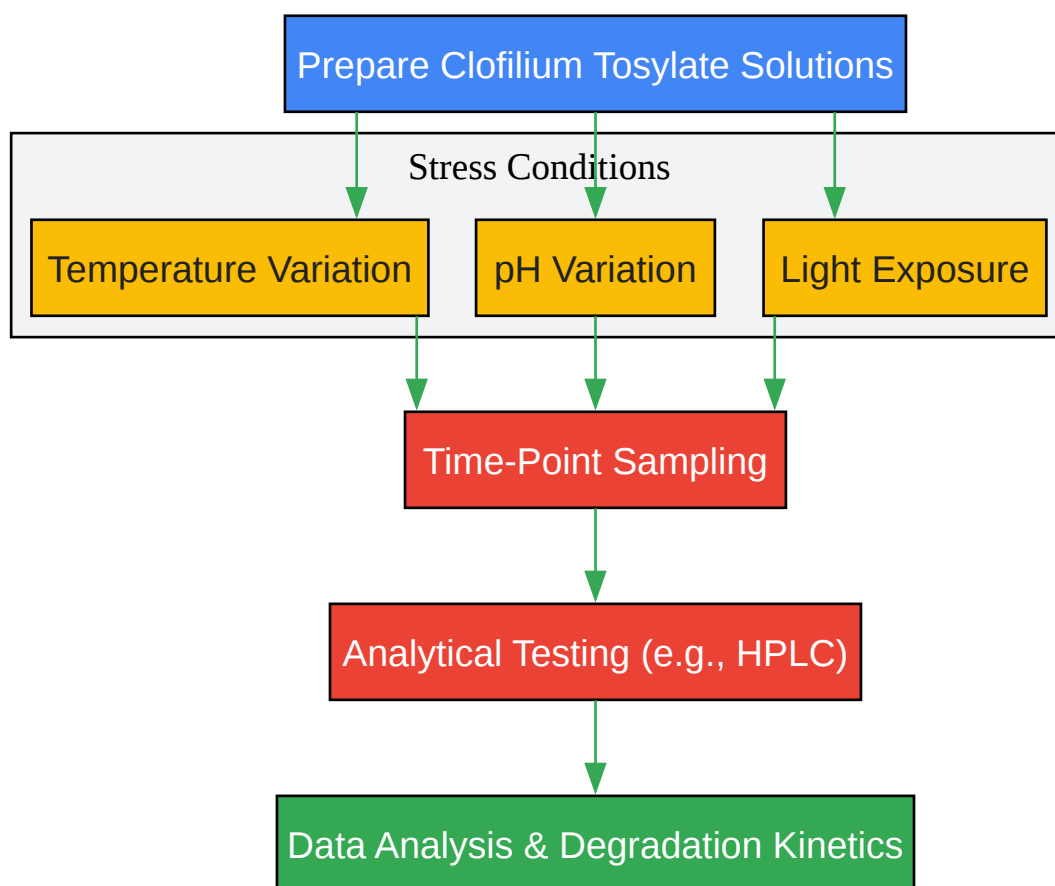 Prepare Clofilium Tosylate Solutions
Stress Conditions
Temperature Variation
pH Variation
Light Exposure
Time-Point Sampling
Analytical Testing (e.g., HPLC)
Data Analysis & Degradation Kinetics